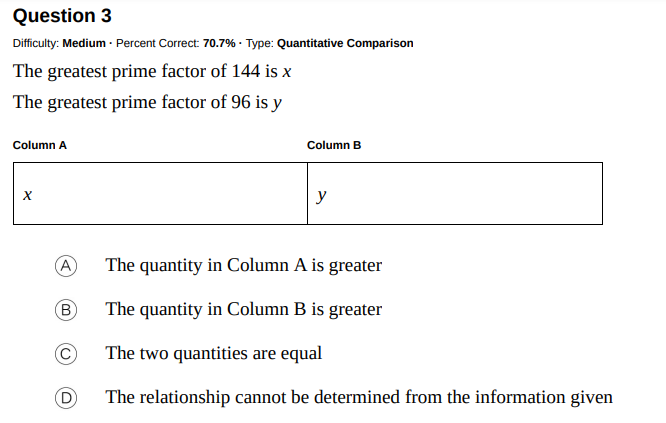 Question 3
Difficulty: Medium · Percent Correct: 70.7% · Type: Quantitative Comparison
The greatest prime factor of 144 is x
The greatest prime factor of 96 is y
Column A Column B
x y
A The quantity in Column A is greater
B The quantity in Column B is greater
C The two quantities are equal
D The relationship cannot be determined from the information given